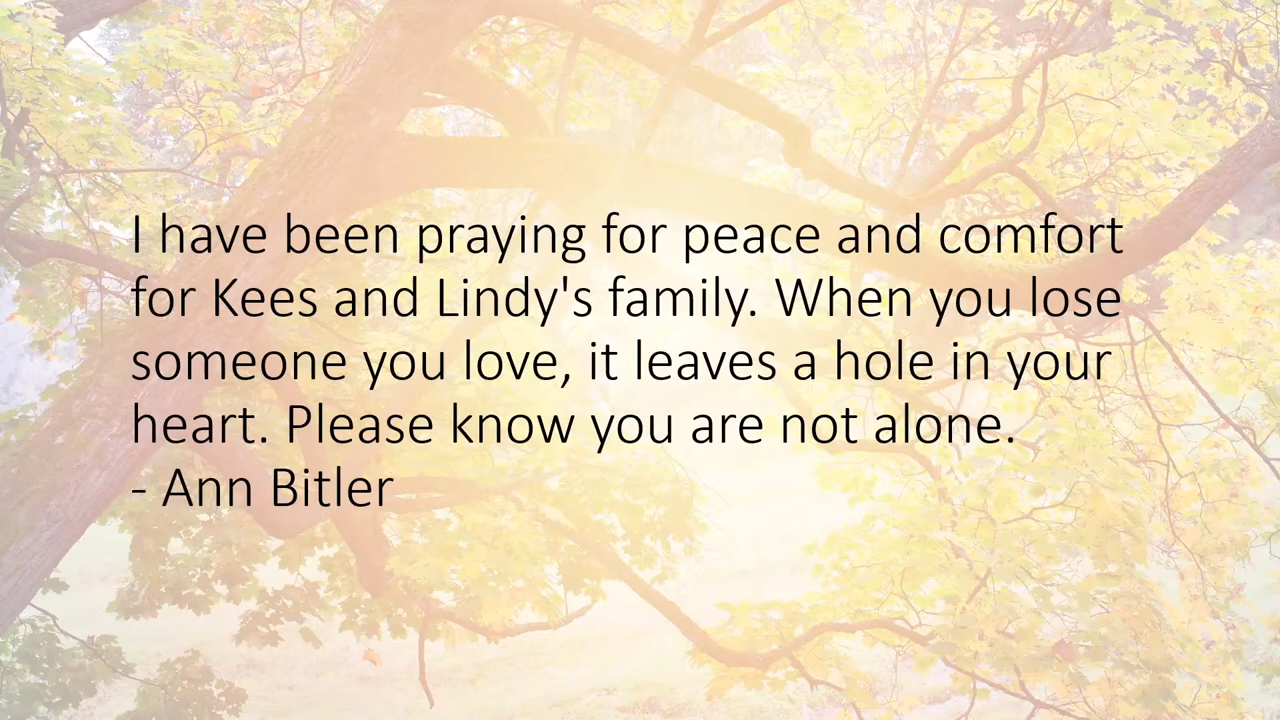 I have been praying for peace and comfort
for Kees and Lindy's family. When you lose
someone you love, it leaves a hole in your
heart. Please know you are not alone.
- Ann Bitler